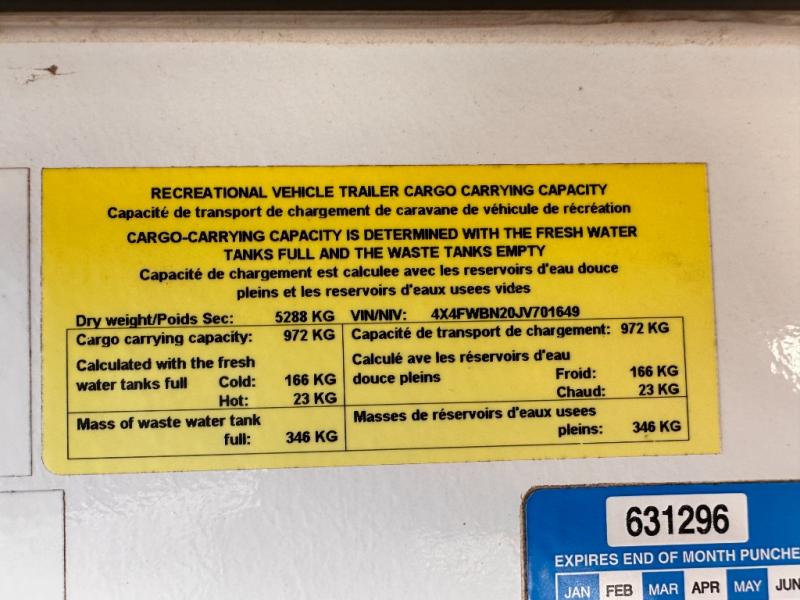 RECREATIONAL VEHICLE TRAILER CARGO CARRYING CAPACITY
Capacité de transport de chargement de caravane de véhicule de récréation
CARGO-CARRYING CAPACITY IS DETERMINED WITH THE FRESH WATER
TANKS FULL AND THE WASTE TANKS EMPTY
Capacité de chargement est calculee avec les reservoirs d'eau douce
pleins et les reservoirs d'eaux usees vides
Dry weight/Poids Sec: 5288 KG VIN/NIV: 4X4FWBN20JV701649
Cargo carrying capacity: 972 KG Capacité de transport de chargement: 972 KG
Calculated with the fresh Calculé ave les réservoirs d'eau
water tanks full Cold: 166 KG douce pleins Froid: 166 KG
Hot: 23 KG Chaud: 23 KG
Mass of waste water tank Masses de réservoirs d'eaux usees
full: 346 KG pleins: 346 KG
631296
EXPIRES END OF MONTH PUNCHE
JAN FEB MAR APR MAY JUN